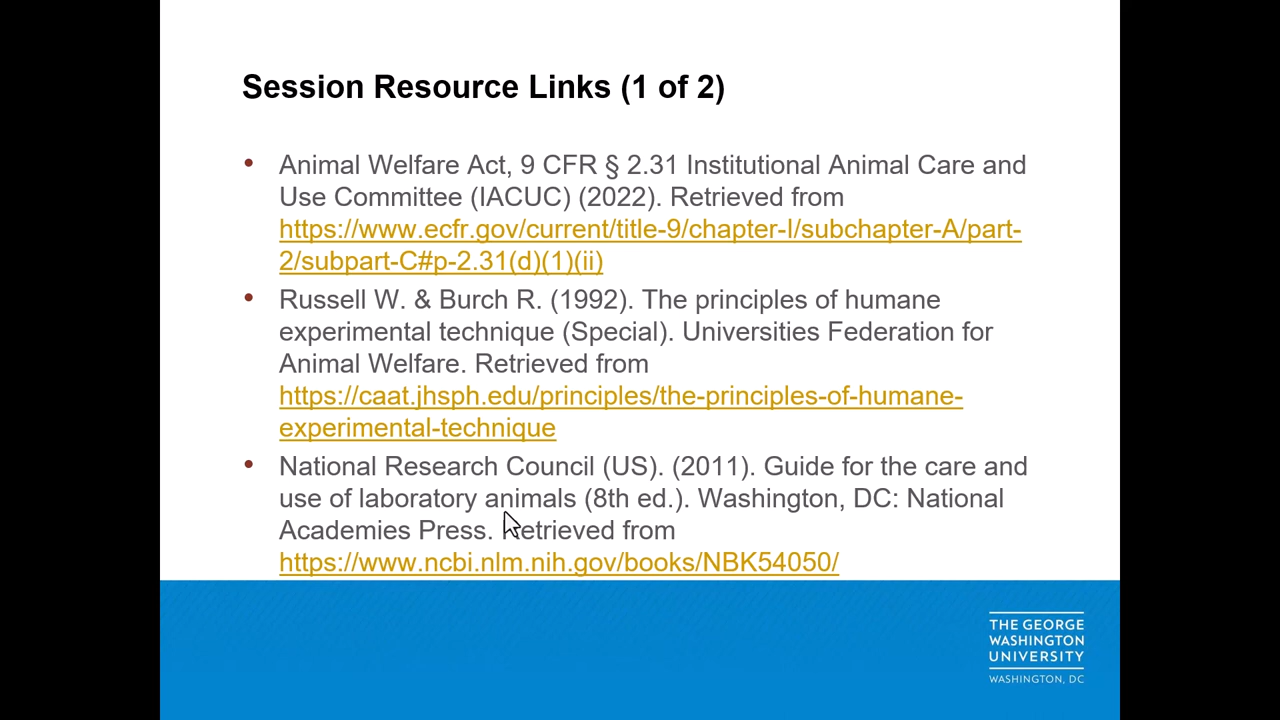 Session Resource Links (1 of 2)
• Animal Welfare Act, 9 CFR § 2.31 Institutional Animal Care and
Use Committee (IACUC) (2022). Retrieved from
https://www.ecfr.gov/current/title-9/chapter-I/subchapter-A/part-
2/subpart-C#p-2.31(d)(1)(ii)
• Russell W. & Burch R. (1992). The principles of humane
experimental technique (Special). Universities Federation for
Animal Welfare. Retrieved from
https://caat.jhsph.edu/principles/the-principles-of-humane-
experimental-technique
• National Research Council (US). (2011). Guide for the care and
use of laboratory animals (8th ed.). Washington, DC: National
Academies Press. Retrieved from
https://www.ncbi.nlm.nih.gov/books/NBK54050/
THE GEORGE
WASHINGTON
UNIVERSITY
WASHINGTON, DC